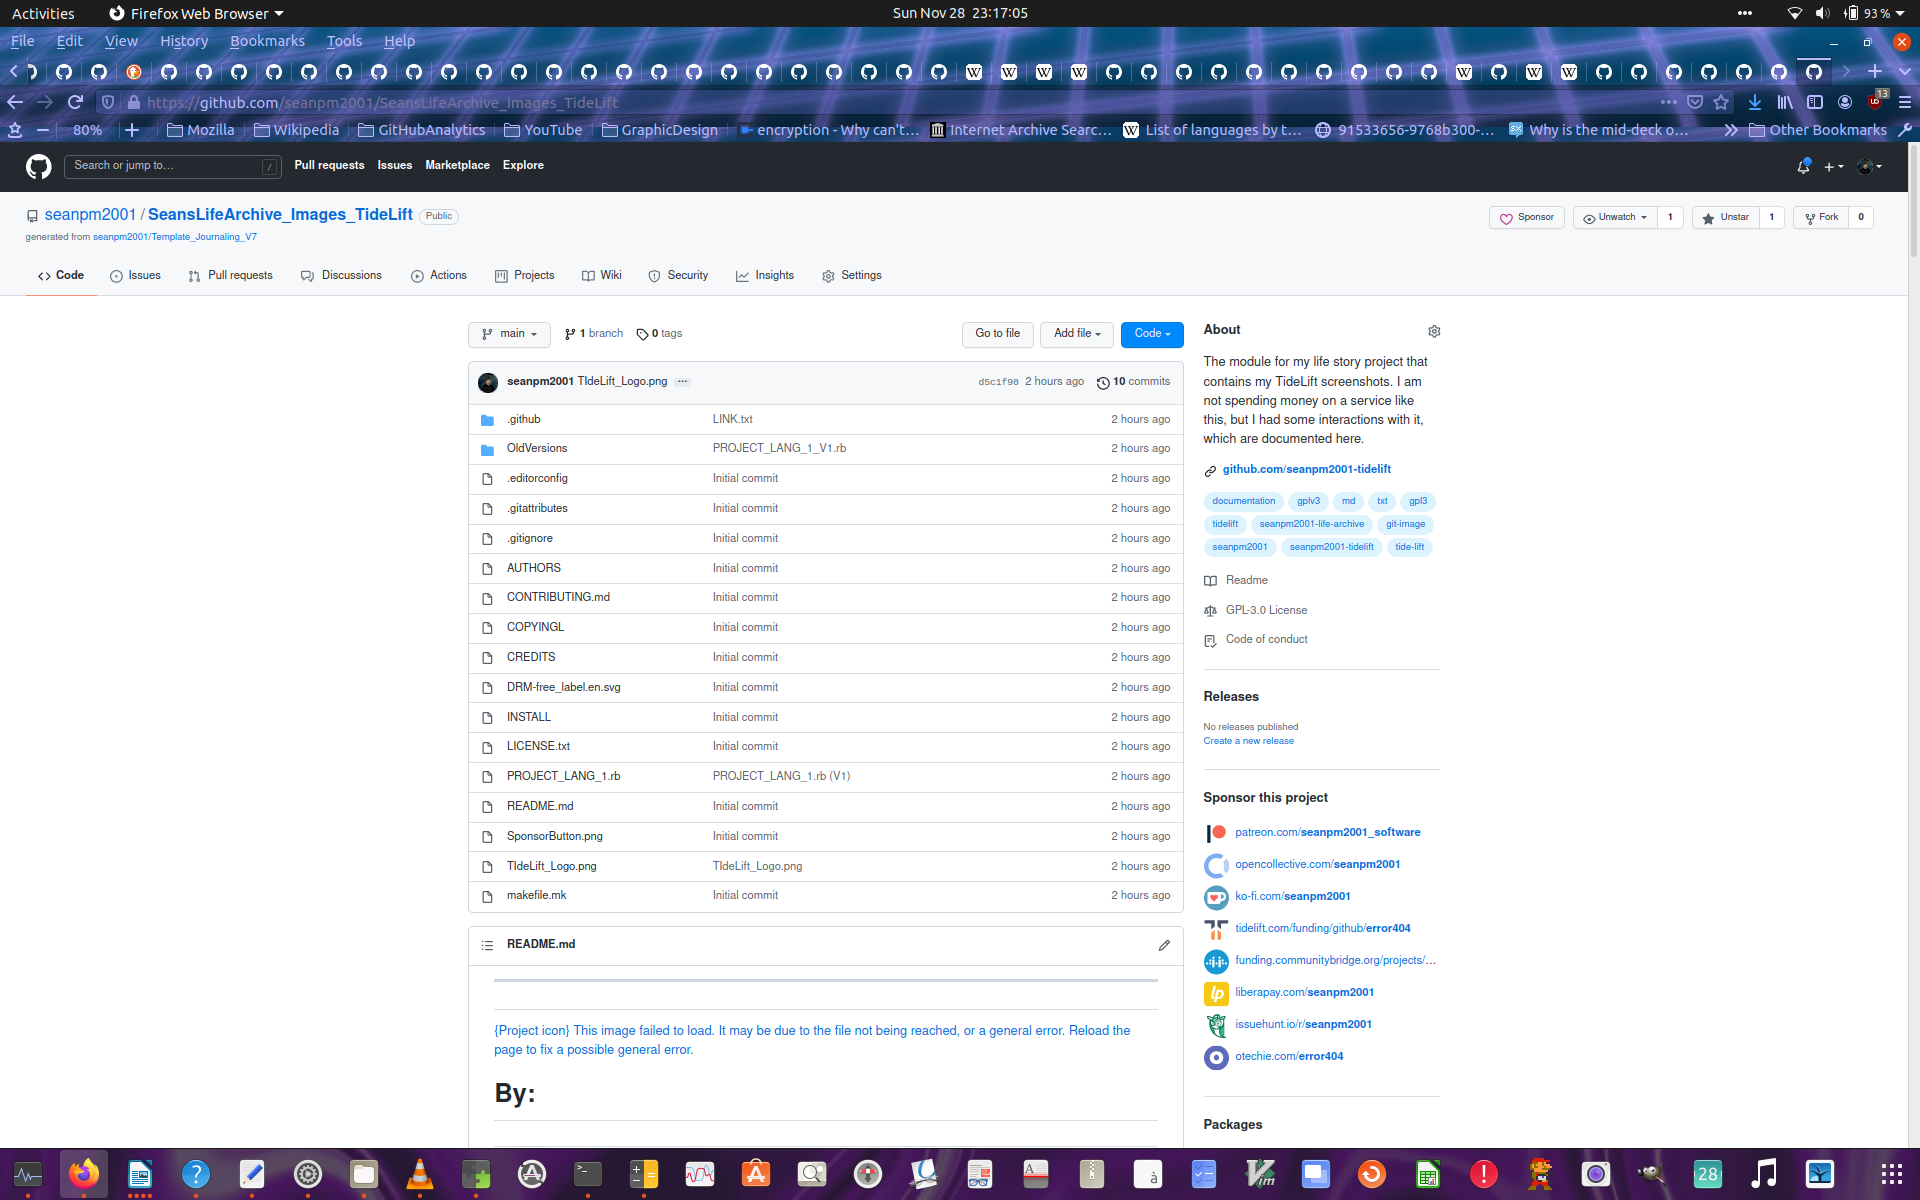 Activities Firefox Web Browser Sun Nov 28 23:17:05 93 %
File Edit View History Bookmarks Tools Help
https://github.com/seanpm2001/SeansLifeArchive_Images_TideLift 13
80% Mozilla Wikipedia GitHubAnalytics YouTube GraphicDesign encryption - Why can't… Internet Archive Searc… List of languages by t… 91533656-9768b300-… Why is the mid-deck o… Other Bookmarks
Search or jump to… / Pull requests Issues Marketplace Explore
seanpm2001 / SeansLifeArchive_Images_TideLift Public
Sponsor Unwatch 1 Unstar 1 Fork 0
generated from seanpm2001/Template_Journaling_V7
Code Issues Pull requests Discussions Actions Projects Wiki Security Insights Settings
main 1 branch 0 tags Go to file Add file Code
seanpm2001 TIdeLift_Logo.png ... d5c1f90 2 hours ago 10 commits
.github LINK.txt 2 hours ago
OldVersions PROJECT_LANG_1_V1.rb 2 hours ago
.editorconfig Initial commit 2 hours ago
.gitattributes Initial commit 2 hours ago
.gitignore Initial commit 2 hours ago
AUTHORS Initial commit 2 hours ago
CONTRIBUTING.md Initial commit 2 hours ago
COPYINGL Initial commit 2 hours ago
CREDITS Initial commit 2 hours ago
DRM-free_label.en.svg Initial commit 2 hours ago
INSTALL Initial commit 2 hours ago
LICENSE.txt Initial commit 2 hours ago
PROJECT_LANG_1.rb PROJECT_LANG_1.rb (V1) 2 hours ago
README.md Initial commit 2 hours ago
SponsorButton.png Initial commit 2 hours ago
TIdeLift_Logo.png TIdeLift_Logo.png 2 hours ago
makefile.mk Initial commit 2 hours ago
README.md
{Project icon} This image failed to load. It may be due to the file not being reached, or a general error. Reload the
page to fix a possible general error.
By:
About
The module for my life story project that
contains my TideLift screenshots. I am
not spending money on a service like
this, but I had some interactions with it,
which are documented here.
github.com/seanpm2001-tidelift
documentation gplv3 md txt gpl3
tidelift seanpm2001-life-archive git-image
seanpm2001 seanpm2001-tidelift tide-lift
Readme
GPL-3.0 License
Code of conduct
Releases
No releases published
Create a new release
Sponsor this project
patreon.com/seanpm2001_software
opencollective.com/seanpm2001
ko-fi.com/seanpm2001
tidelift.com/funding/github/error404
funding.communitybridge.org/projects/…
liberapay.com/seanpm2001
issuehunt.io/r/seanpm2001
otechie.com/error404
Packages
28